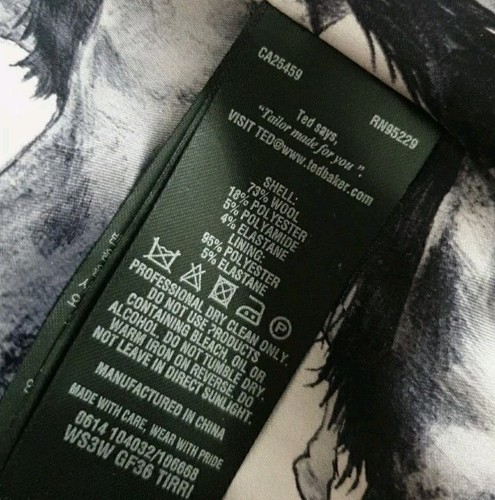 CA25459
RN95229
Ted says,
"Tailor made for you".
VISIT TED@www.tedbaker.com
SHELL:
73% WOOL
18% POLYESTER
5% POLYAMIDE
4% ELASTANE
LINING:
95% POLYESTER
5% ELASTANE
P
PROFESSIONAL DRY CLEAN ONLY.
DO NOT USE PRODUCTS
CONTAINING BLEACH, OIL OR
ALCOHOL. DO NOT TUMBLE DRY.
WARM IRON ON REVERSE. DO
NOT LEAVE IN DIRECT SUNLIGHT.
MANUFACTURED IN CHINA
MADE WITH CARE, WEAR WITH PRIDE
0614 104032/106668
WS3W GF36 TIRRI